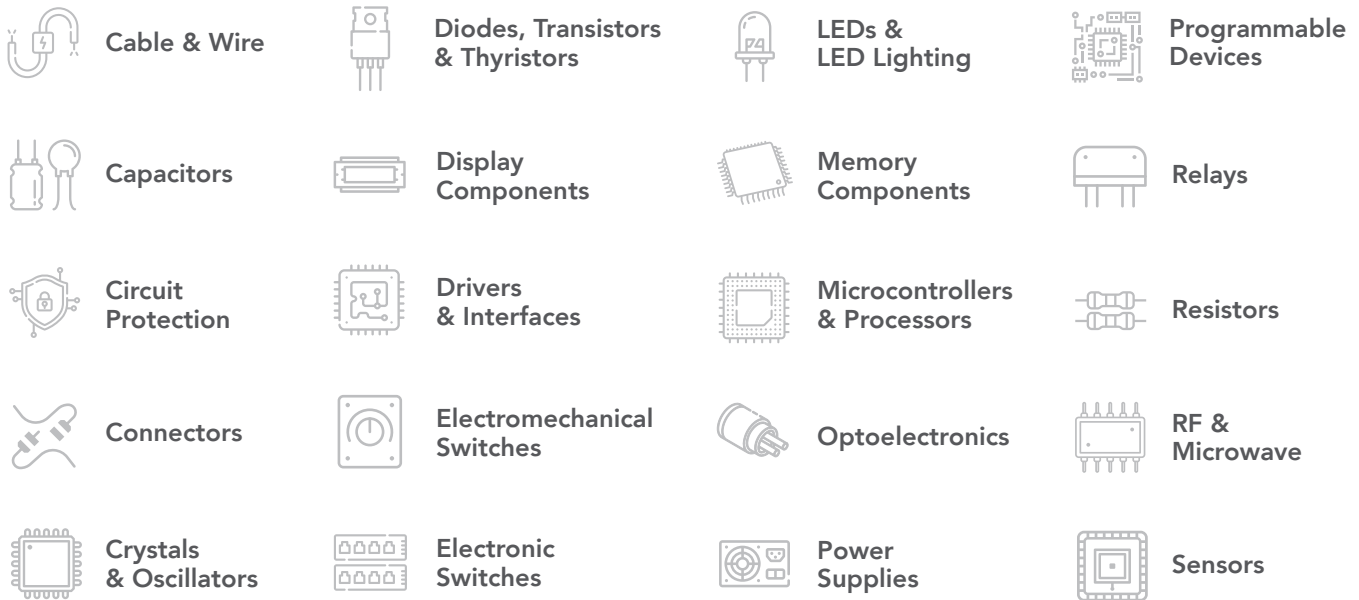 Cable & Wire
Diodes, Transistors
& Thyristors
LEDs &
LED Lighting
Programmable
Devices
Capacitors
Display
Components
Memory
Components
Relays
Circuit
Protection
Drivers
& Interfaces
Microcontrollers
& Processors
Resistors
Connectors
Electromechanical
Switches
Optoelectronics
RF &
Microwave
Crystals
& Oscillators
Electronic
Switches
Power
Supplies
Sensors